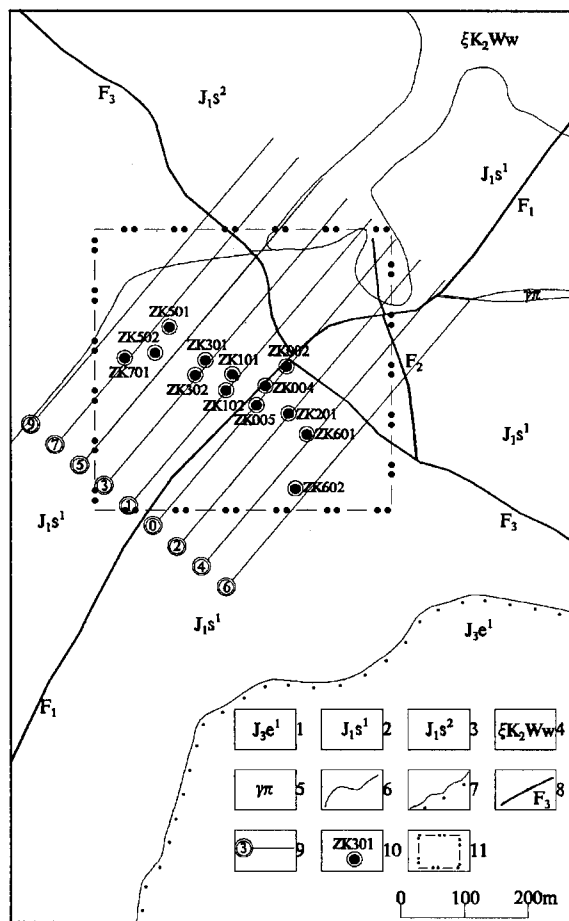 ξK₂Ww
F₃
J₁s²
J₁s¹
F₁
γπ
ZK501
ZK502
ZK301
ZK002
ZK701
ZK101
F₂
ZK302
ZK004
ZK102
ZK005
ZK201
9
ZK601
7
J₁s¹
5
3
ZK602
1
J₁s¹
0
F₃
2
4
6
J₁s¹
J₃e¹
F₁
J₃e¹ 1 J₁s¹ 2 J₁s² 3 ξK₂Ww 4
γπ 5 6 7 F₃ 8
3 9 ZK301 10 11
0 100 200m